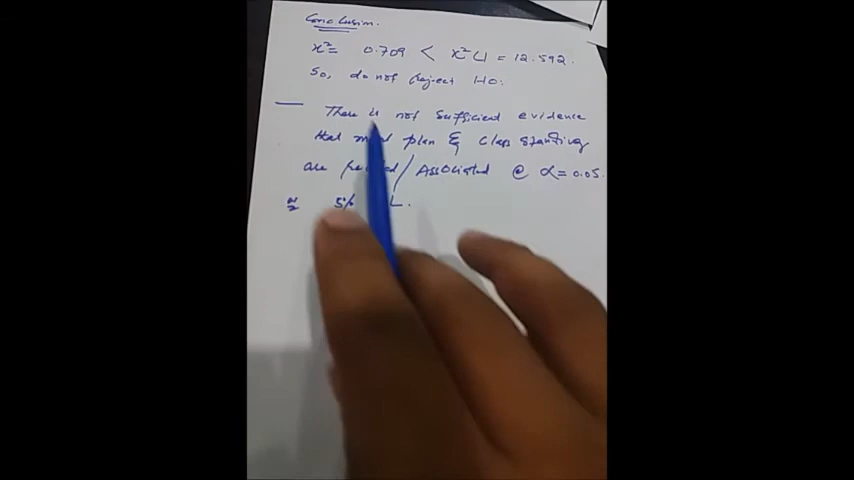 Conclusion.
χ² = 0.709 < χ²U = 12.592.
So, do not Reject H0.
— There is not sufficient evidence
that plan & Class standing
are / Associated @ α = 0.05.
5% L.